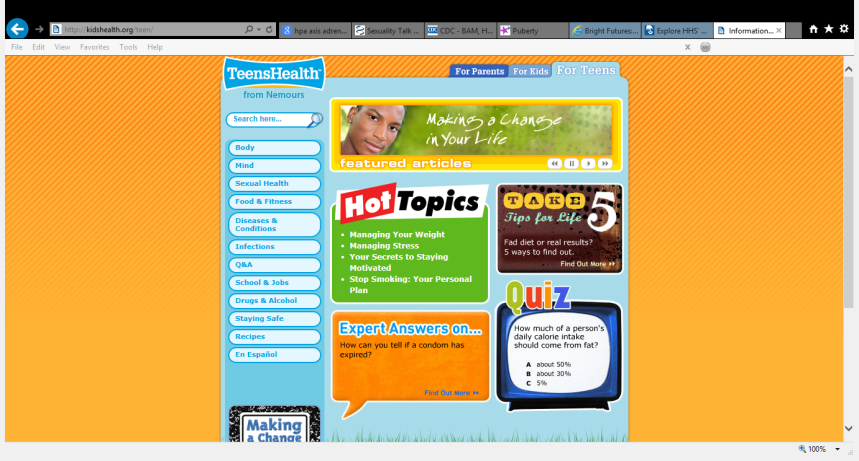 http://kidshealth.org/teen/
hpa axis adren...
Sexuality Talk ...
CDC - BAM, H...
Puberty
Bright Futures:...
Explore HHS' ...
Information...
File Edit View Favorites Tools Help
X
TeensHealth
from Nemours
For Parents
For Kids
For Teens
Search here...
Body
Mind
Sexual Health
Food & Fitness
Diseases &
Conditions
Infections
Q&A
School & Jobs
Drugs & Alcohol
Staying Safe
Recipes
En Español
Making
a Change
Making a Change
in Your Life
featured articles
Hot Topics
• Managing Your Weight
• Managing Stress
• Your Secrets to Staying
Motivated
• Stop Smoking: Your Personal
Plan
TAKE 5
Tips for Life
Fad diet or real results?
5 ways to find out.
Find Out More
Expert Answers on...
How can you tell if a condom has
expired?
Find Out More
Quiz
How much of a person's
daily calorie intake
should come from fat?
A about 50%
B about 30%
C 5%
100%